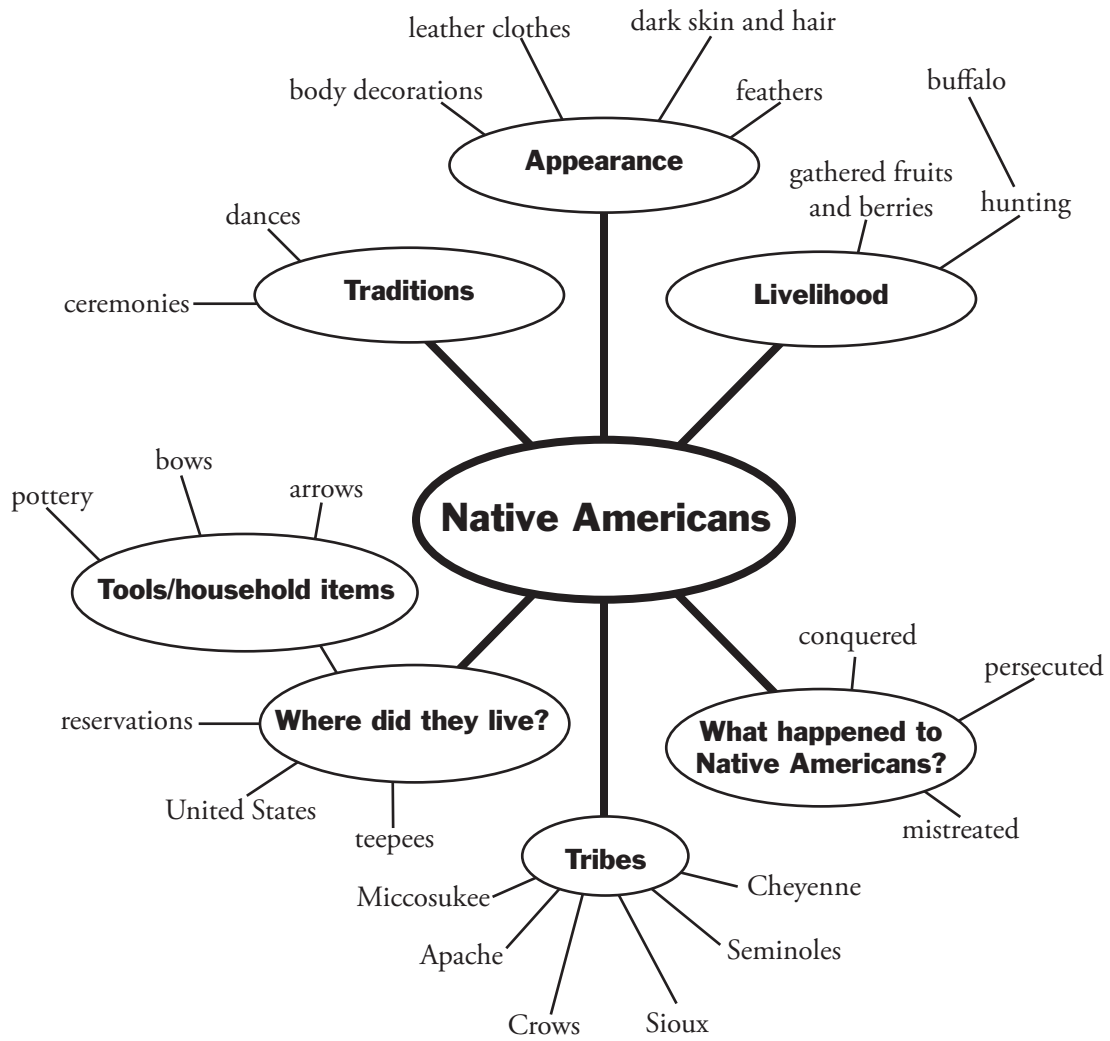 leather clothes
dark skin and hair
body decorations
feathers
buffalo
Appearance
gathered fruits
and berries
hunting
dances
Traditions
Livelihood
ceremonies
bows
pottery
arrows
Native Americans
Tools/household items
conquered
persecuted
reservations
Where did they live?
What happened to
Native Americans?
United States
teepees
mistreated
Tribes
Miccosukee
Cheyenne
Apache
Seminoles
Crows
Sioux